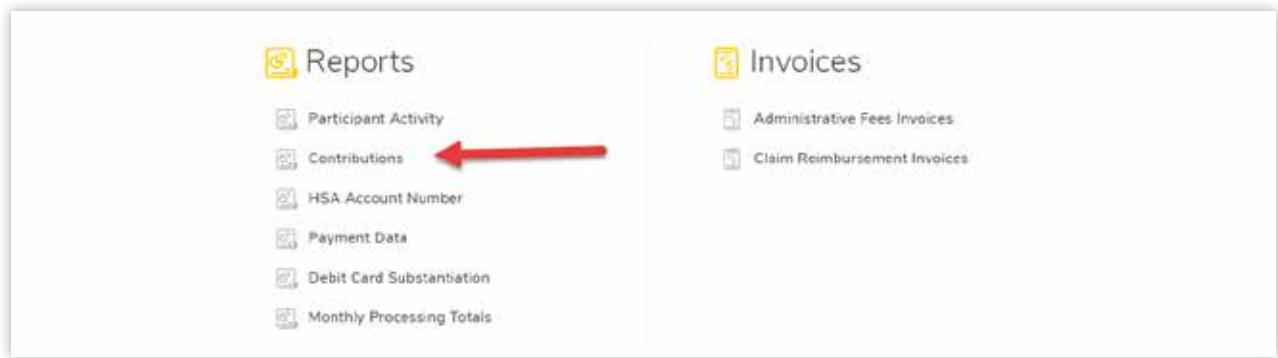 Reports
Participant Activity
Contributions
HSA Account Number
Payment Data
Debit Card Substantiation
Monthly Processing Totals
Invoices
Administrative Fees Invoices
Claim Reimbursement Invoices